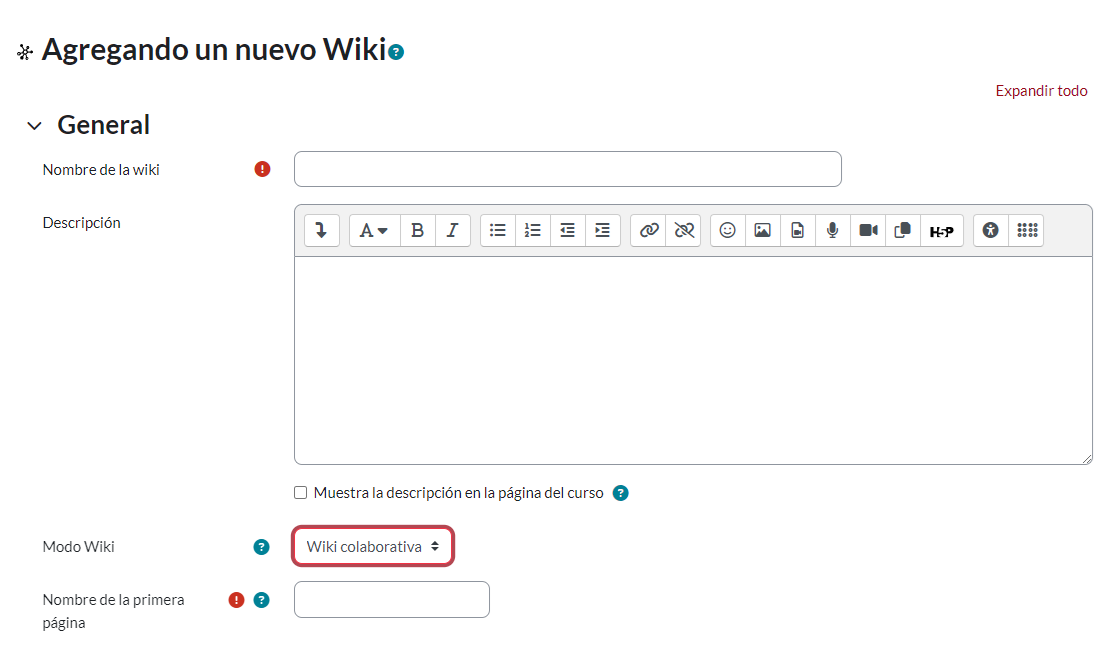 Agregando un nuevo Wiki
Expandir todo
General
Nombre de la wiki
Descripción
A B I H5P
Muestra la descripción en la página del curso
Modo Wiki
Wiki colaborativa
Nombre de la primera
página